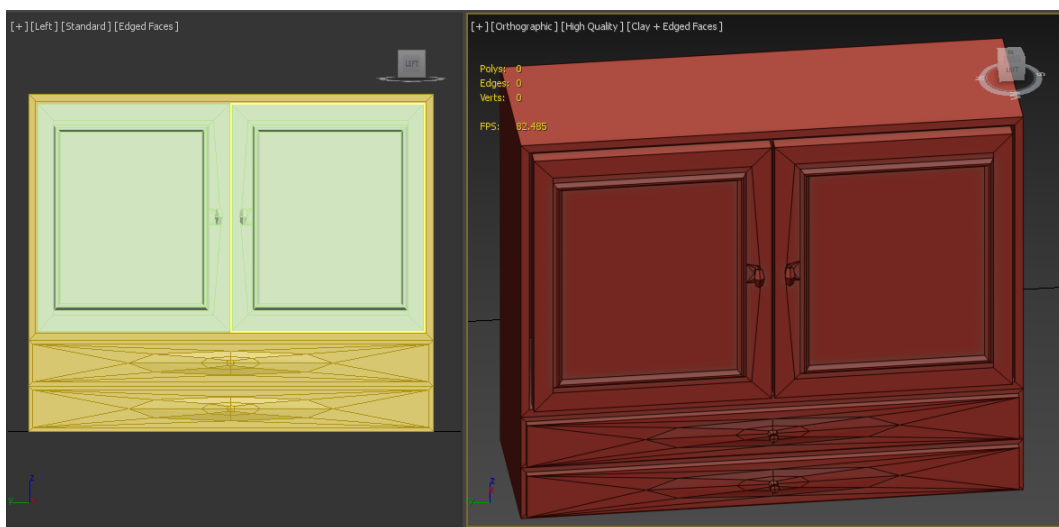 [+] [Left] [Standard] [Edged Faces]
LEFT
z
y
[+] [Orthographic] [High Quality] [Clay + Edged Faces]
Polys: 0
Edges: 0
Verts: 0
FPS: 82.485
LEFT
z
y